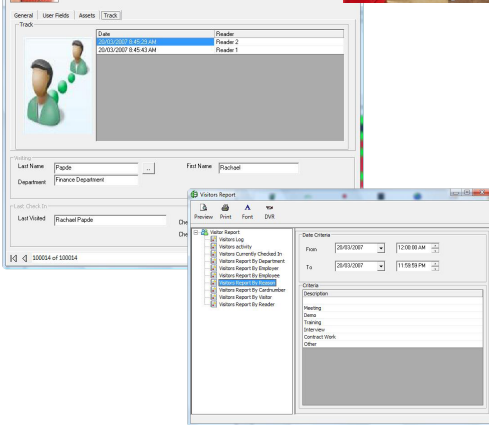 General User Fields Assets Track
Track
Date Reader
20/03/2007 8:45:29 AM Reader 2
20/03/2007 8:45:43 AM Reader 1
Visiting
Last Name Papde ... First Name Rachael
Department Finance Department
Last Check In
Last Visited Rachael Papde Che
Che
100014 of 100014
Visitors Report
Preview Print Font DVR
Visitor Report
Visitors Log
Visitors activity
Visitors Currently Checked In
Visitors Report By Department
Visitors Report By Employer
Visitors Report By Employee
Visitors Report By Reason
Visitors Report By Cardnumber
Visitors Report By Visitor
Visitors Report By Reader
Date Criteria
From 20/03/2007 12:00:00 AM
To 20/03/2007 11:59:59 PM
Criteria
Description
Meeting
Demo
Training
Interview
Contract Work
Other